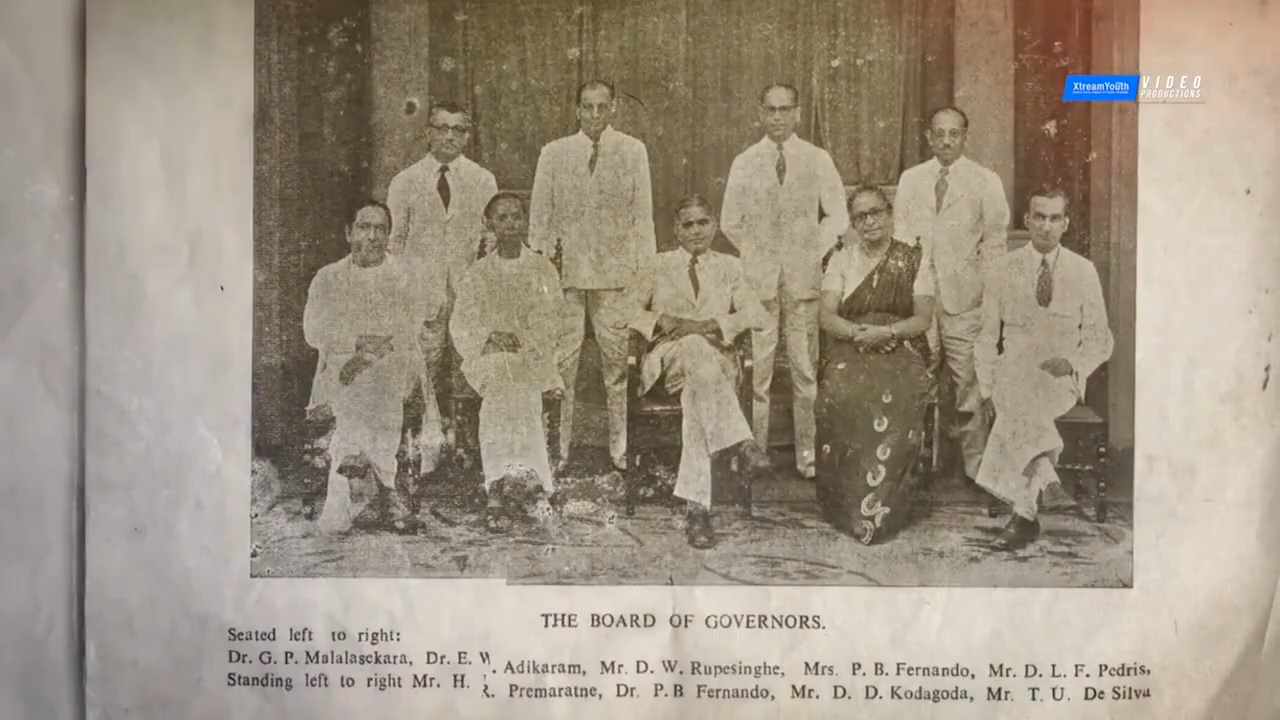 XtreamYouth
VIDEO
PRODUCTIONS
THE BOARD OF GOVERNORS.
Seated left to right:
Dr. G. P. Malalasekara, Dr. E. W. Adikaram, Mr. D. W. Rupesinghe, Mrs. P. B. Fernando, Mr. D. L. F. Pedris,
Standing left to right Mr. H. R. Premaratne, Dr. P. B Fernando, Mr. D. D. Kodagoda, Mr. T. U. De Silva